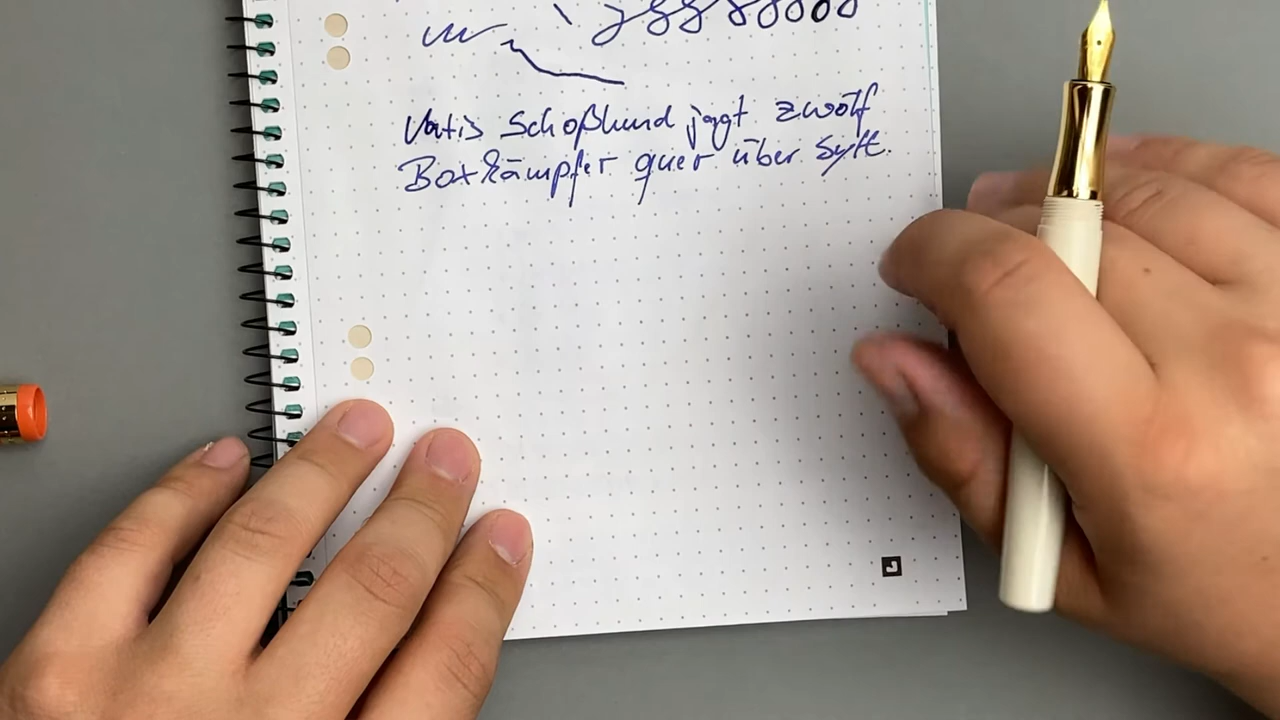 Vatis Schoßhund jagt zwölf
Boxkämpfer quer über Sylt.